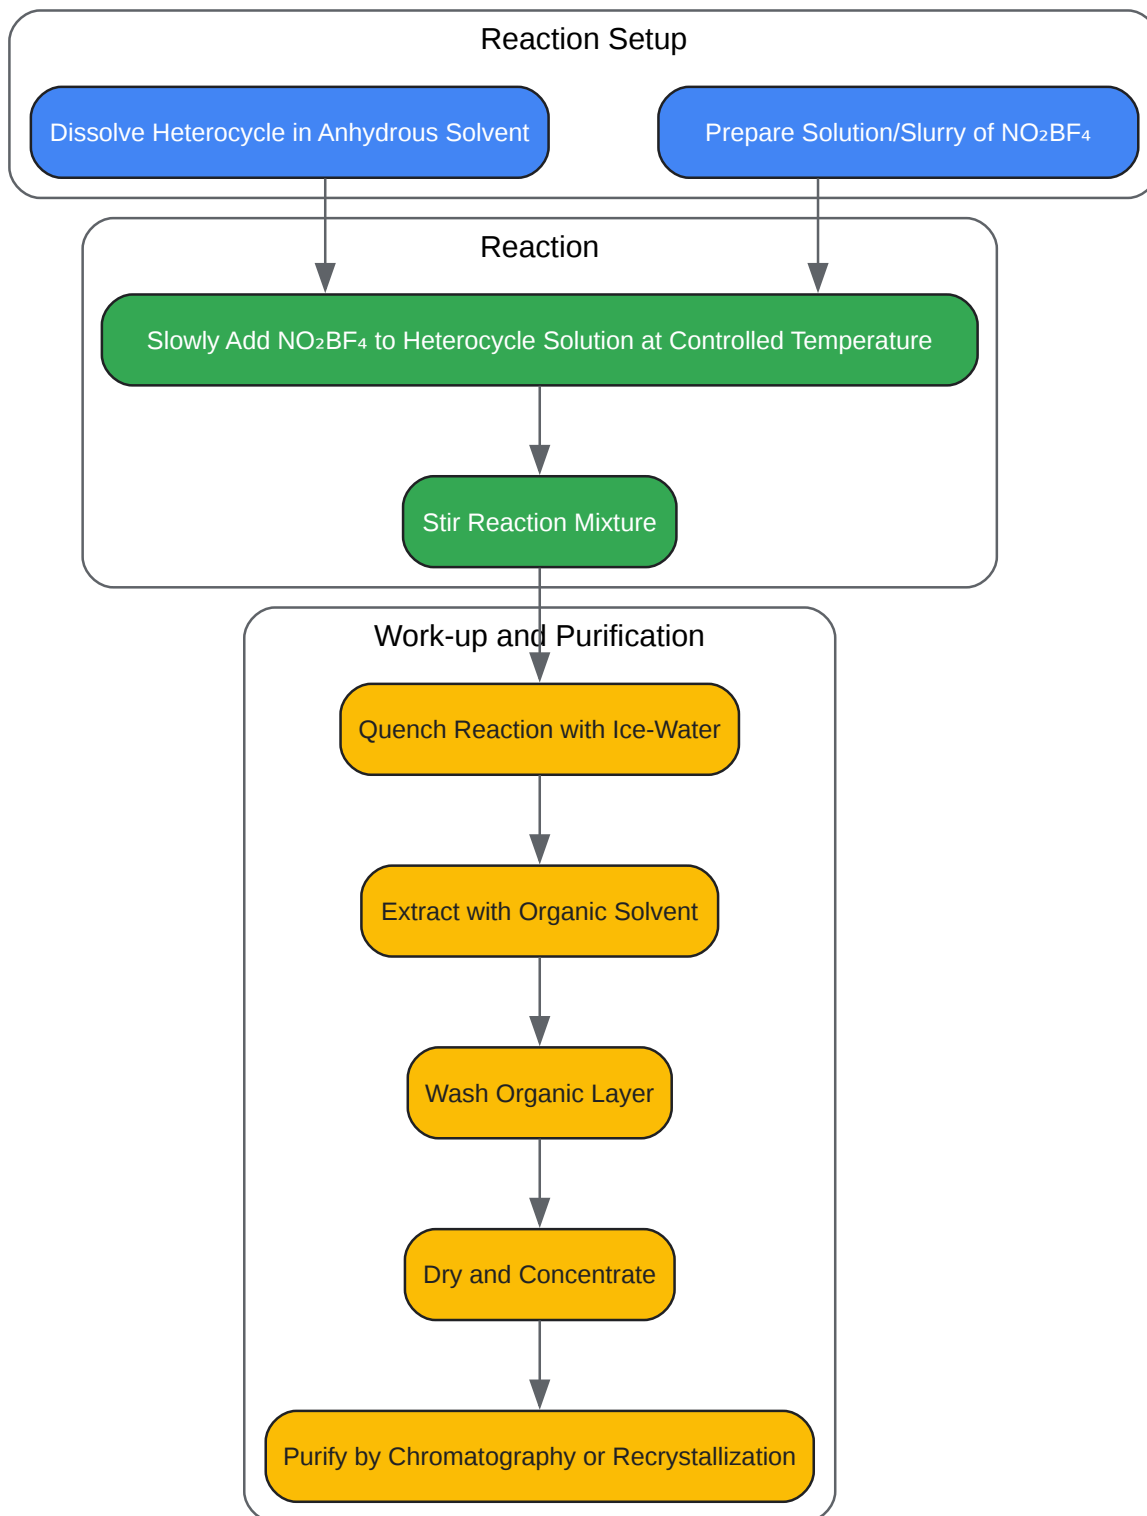 Reaction Setup
Dissolve Heterocycle in Anhydrous Solvent
Prepare Solution/Slurry of NO₂BF₄
Reaction
Slowly Add NO₂BF₄ to Heterocycle Solution at Controlled Temperature
Stir Reaction Mixture
Work-up and Purification
Quench Reaction with Ice-Water
Extract with Organic Solvent
Wash Organic Layer
Dry and Concentrate
Purify by Chromatography or Recrystallization